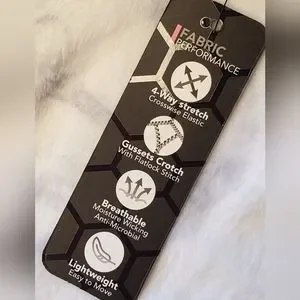 FABRIC
PERFORMANCE
4-Way stretch
Crosswise Elastic
Gussets Crotch
With Flatlock Stitch
Breathable
Moisture Wicking
Anti-Microbial
Lightweight
Easy to Move